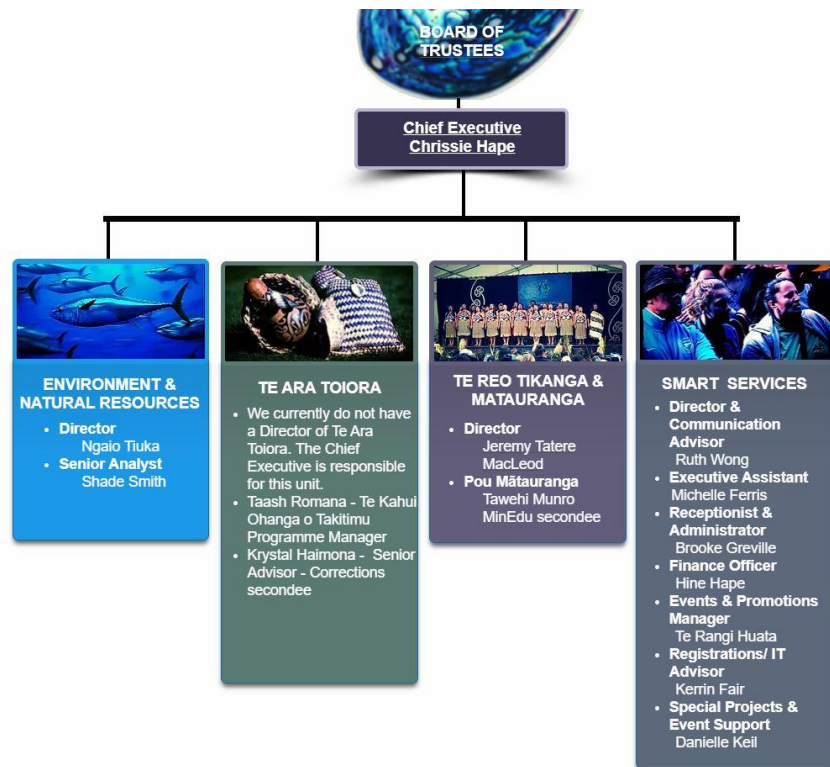 BOARD OF
TRUSTEES
Chief Executive
Chrissie Hape
ENVIRONMENT &
NATURAL RESOURCES
• Director
Ngaio Tiuka
• Senior Analyst
Shade Smith
TE ARA TOIORA
• We currently do not have
a Director of Te Ara
Toiora. The Chief
Executive is responsible
for this unit.
• Taash Romana - Te Kahui
Ohanga o Takitimu
Programme Manager
• Krystal Haimona - Senior
Advisor - Corrections
secondee
TE REO TIKANGA &
MATAURANGA
• Director
Jeremy Tatere
MacLeod
• Pou Mātauranga
Tawehi Munro
MinEdu secondee
SMART SERVICES
• Director &
Communication
Advisor
Ruth Wong
• Executive Assistant
Michelle Ferris
• Receptionist &
Administrator
Brooke Greville
• Finance Officer
Hine Hape
• Events & Promotions
Manager
Te Rangi Huata
• Registrations/ IT
Advisor
Kerrin Fair
• Special Projects &
Event Support
Danielle Keil